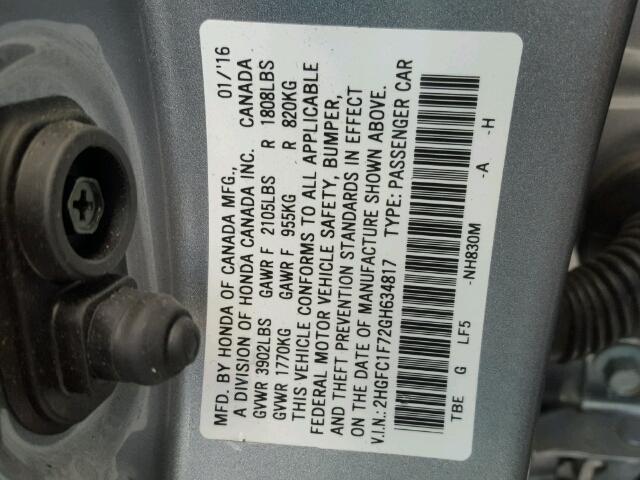 MFD. BY HONDA OF CANADA MFG., 01/'16
A DIVISION OF HONDA CANADA INC. CANADA
GVWR 3902LBS GAWR F 2105LBS R 1808LBS
GVWR 1770KG GAWR F 955KG R 820KG
THIS VEHICLE CONFORMS TO ALL APPLICABLE
FEDERAL MOTOR VEHICLE SAFETY, BUMPER,
AND THEFT PREVENTION STANDARDS IN EFFECT
ON THE DATE OF MANUFACTURE SHOWN ABOVE.
V.I.N.: 2HGFC1F72GH634817 TYPE: PASSENGER CAR
TBE G LF5 -NH830M -A -H